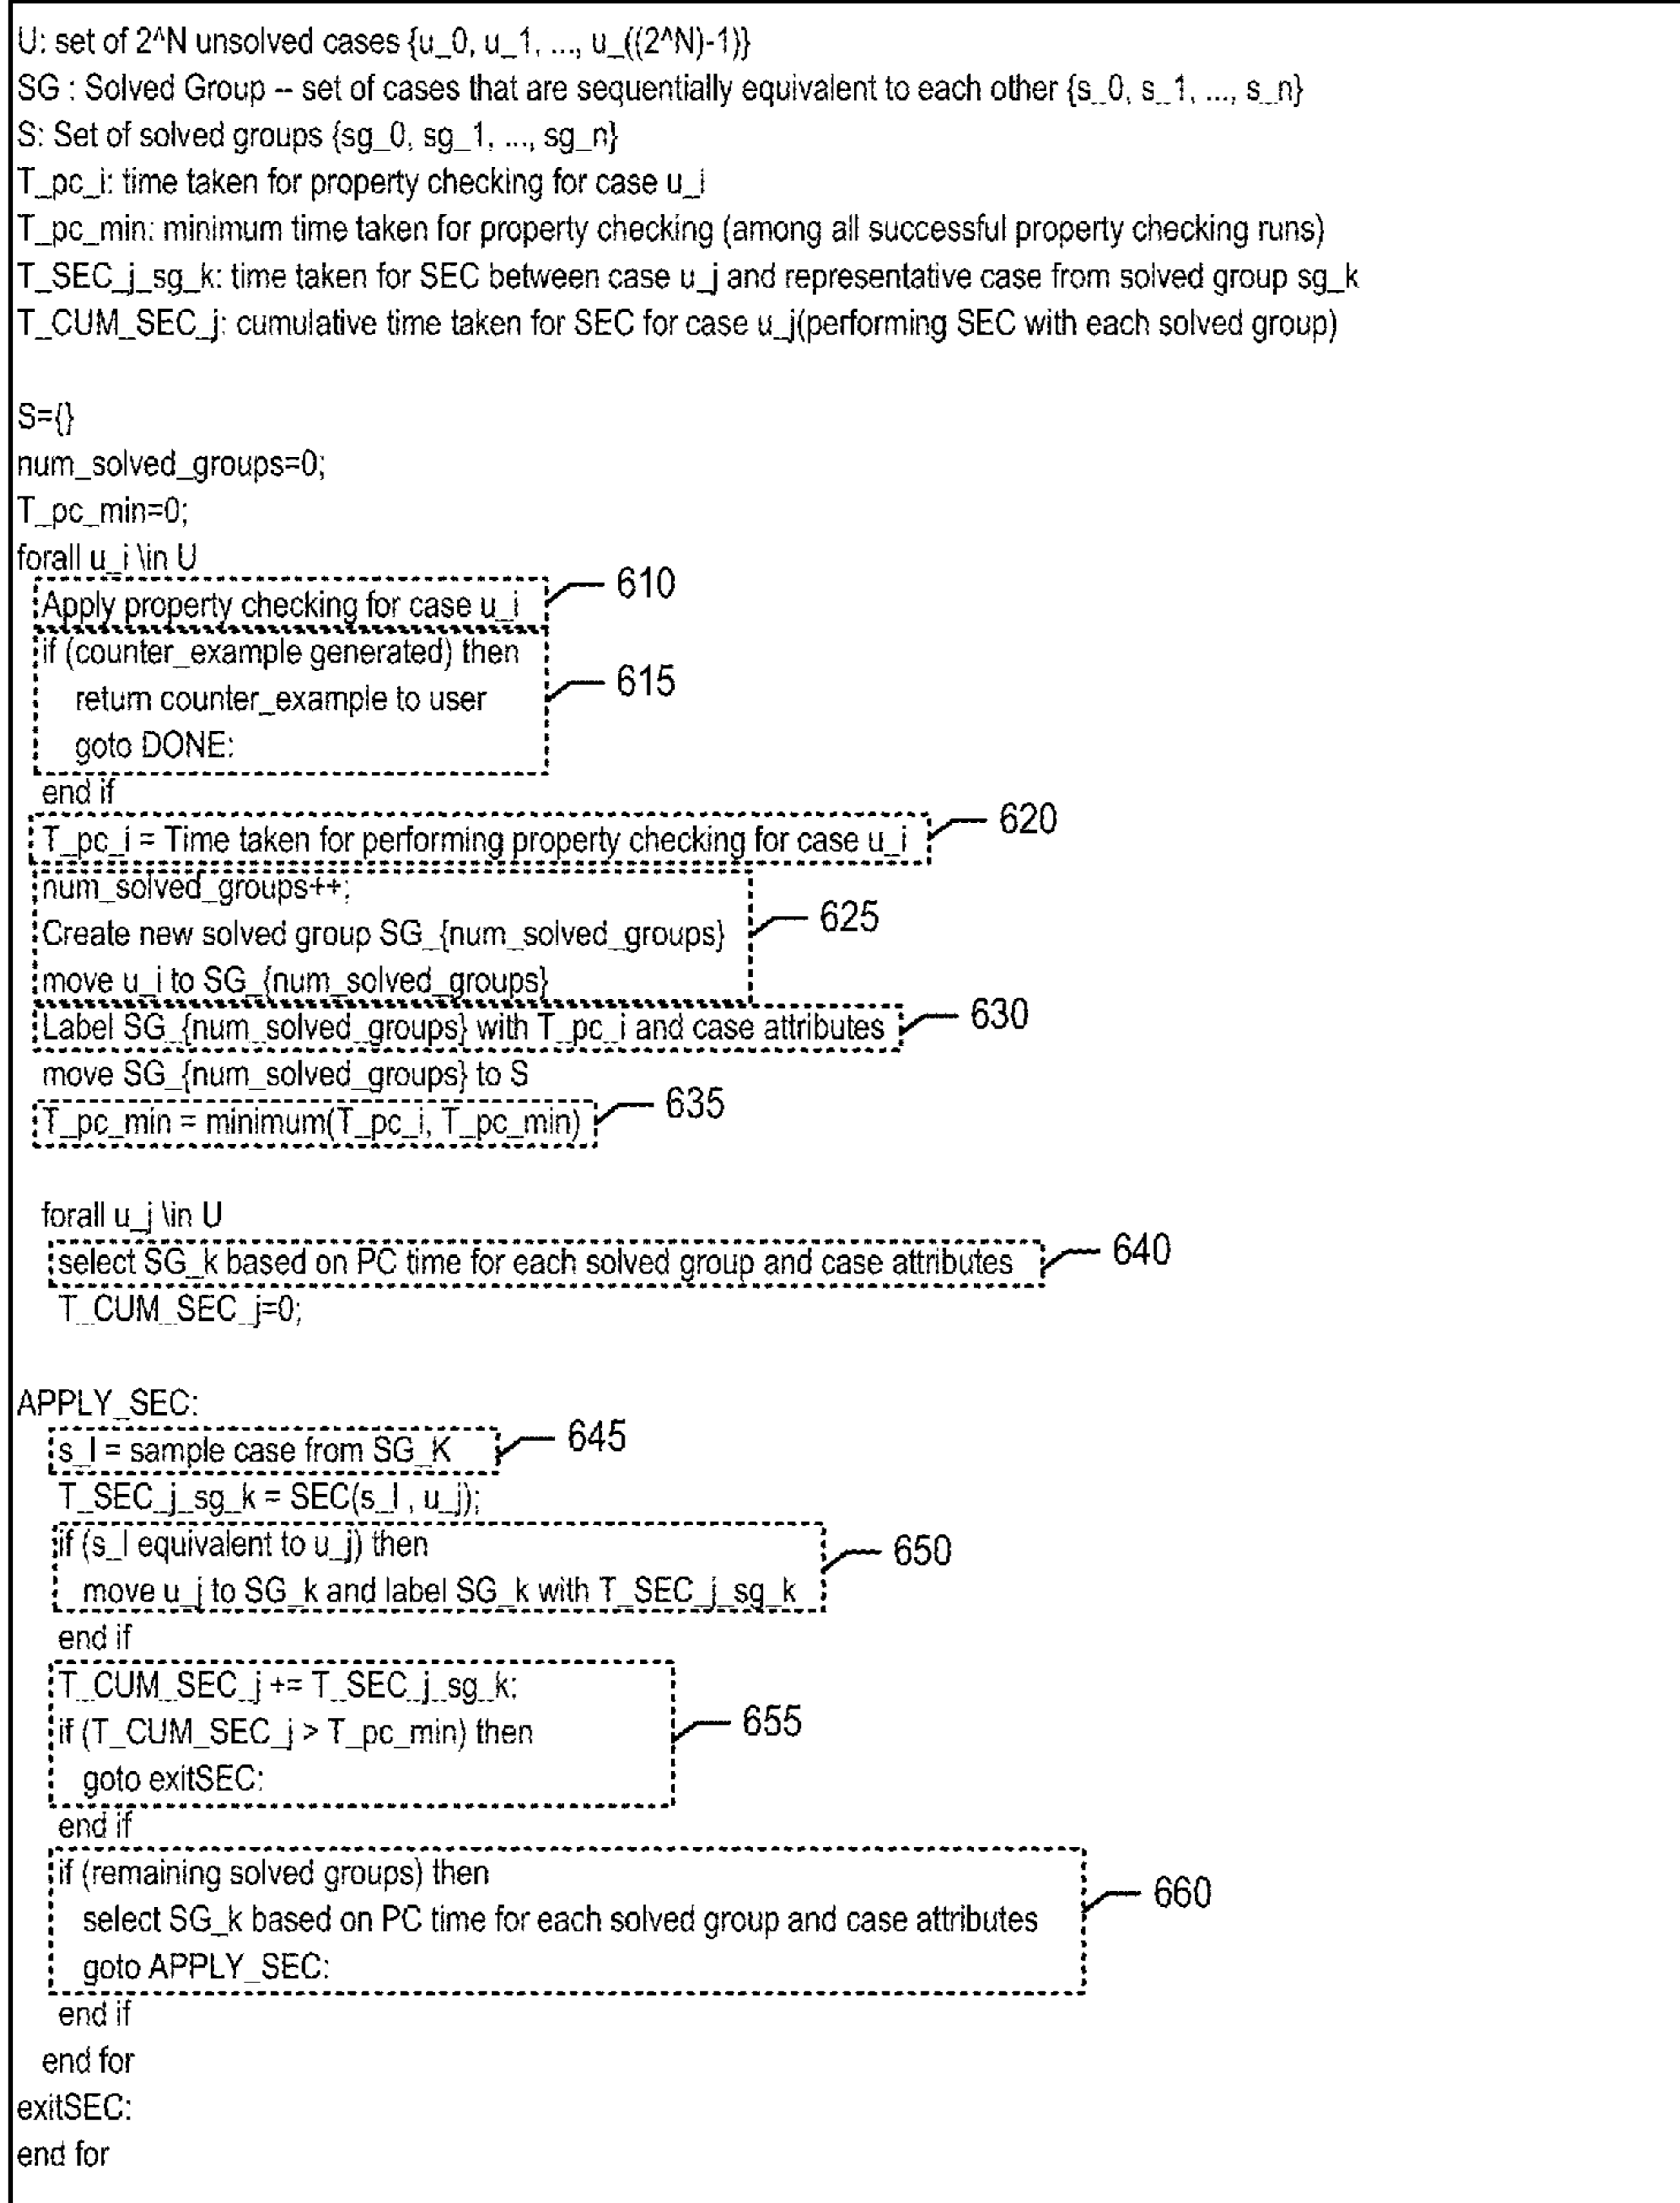 U: set of 2^N unsolved cases {u_0, u_1, ..., u_((2^N)-1)}
SG : Solved Group -- set of cases that are sequentially equivalent to each other {s_0, s_1, ..., s_n}
S: Set of solved groups {sg_0, sg_1, ..., sg_n}
T_pc_i: time taken for property checking for case u_i
T_pc_min: minimum time taken for property checking (among all successful property checking runs)
T_SEC_j_sg_k: time taken for SEC between case u_j and representative case from solved group sg_k
T_CUM_SEC_j: cumulative time taken for SEC for case u_j(performing SEC with each solved group)
S={}
num_solved_groups=0;
T_pc_min=0;
forall u_i \in U
Apply property checking for case u_i 610
if (counter_example generated) then
return counter_example to user 615
goto DONE:
end if
T_pc_i = Time taken for performing property checking for case u_i 620
num_solved_groups++;
Create new solved group SG_{num_solved_groups} 625
move u_i to SG_{num_solved_groups}
Label SG_{num_solved_groups} with T_pc_i and case attributes 630
move SG_{num_solved_groups} to S
T_pc_min = minimum(T_pc_i, T_pc_min) 635
forall u_j \in U
select SG_k based on PC time for each solved group and case attributes 640
T_CUM_SEC_j=0;
APPLY_SEC:
s_l = sample case from SG_K 645
T_SEC_j_sg_k = SEC(s_l , u_j);
if (s_l equivalent to u_j) then 650
move u_j to SG_k and label SG_k with T_SEC_j_sg_k
end if
T_CUM_SEC_j += T_SEC_j_sg_k;
if (T_CUM_SEC_j > T_pc_min) then 655
goto exitSEC:
end if
if (remaining solved groups) then 660
select SG_k based on PC time for each solved group and case attributes
goto APPLY_SEC:
end if
end for
exitSEC:
end for